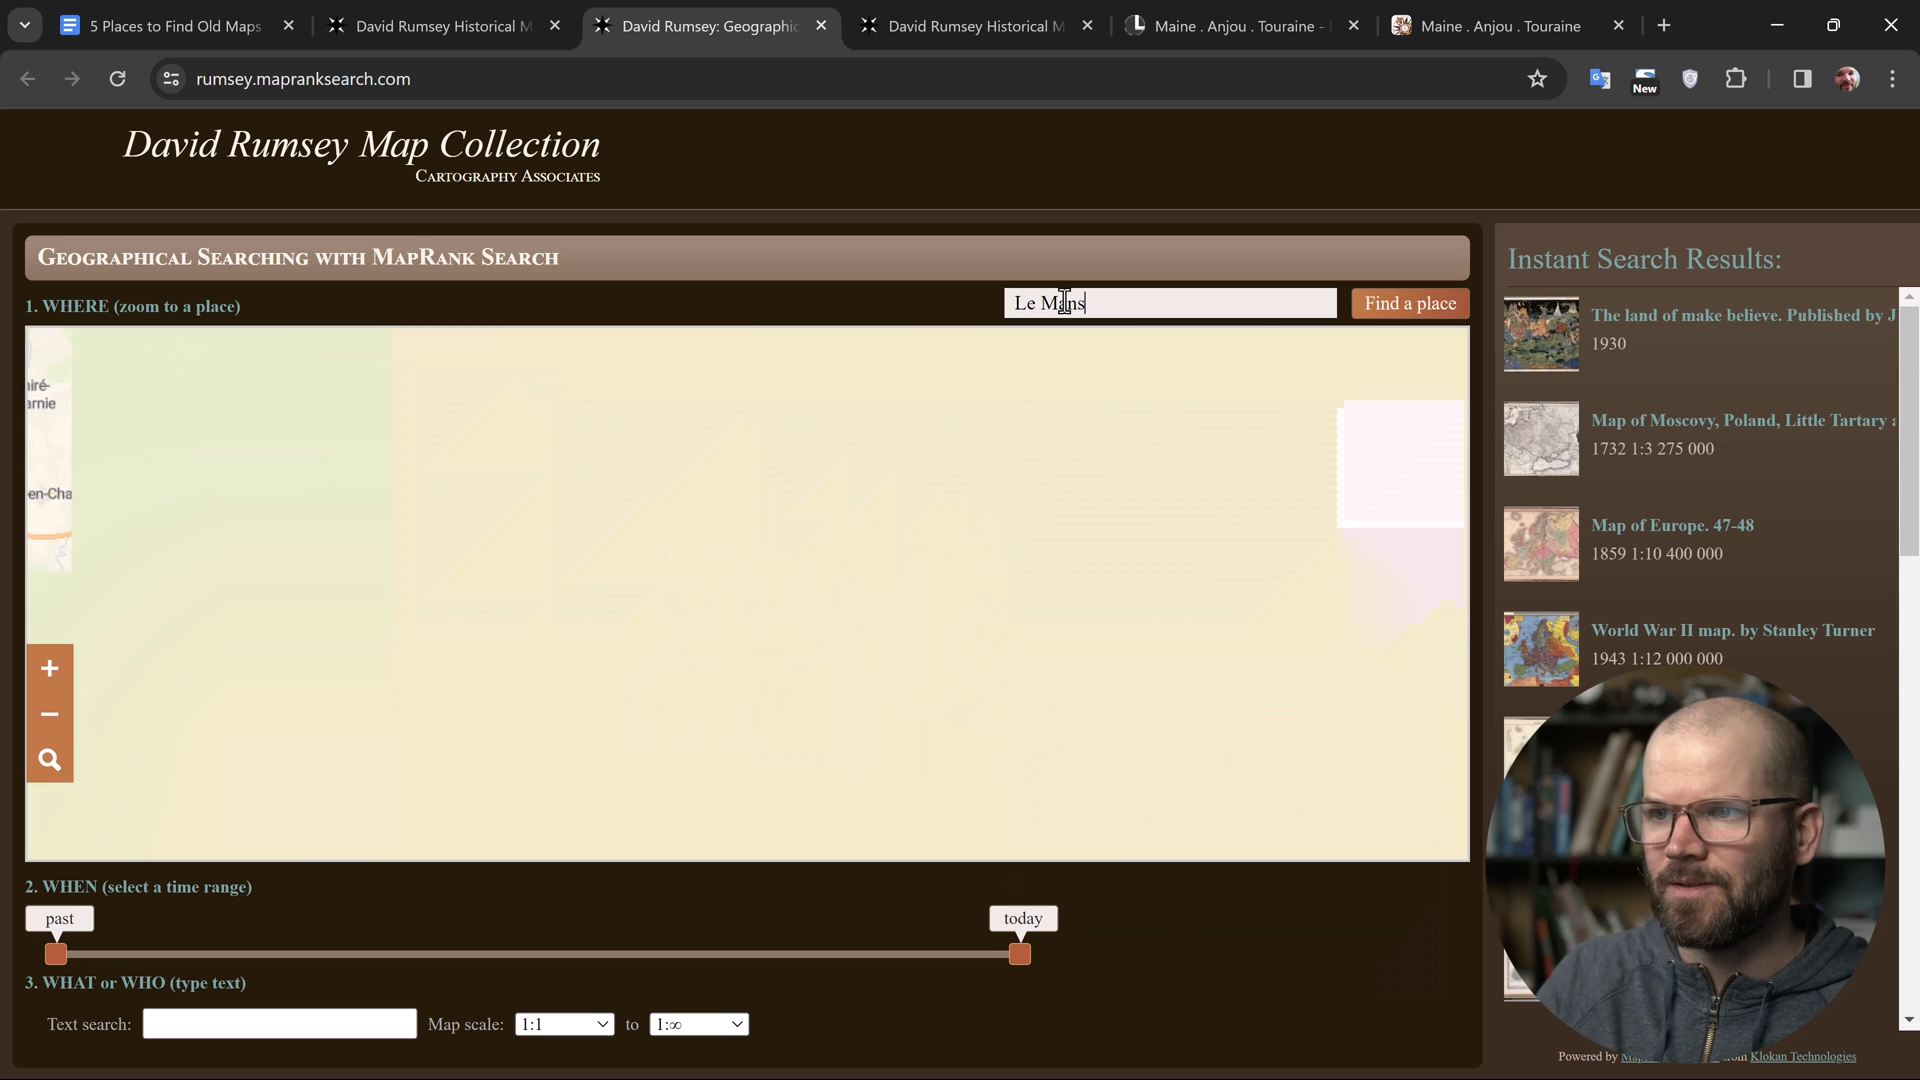 5 Places to Find Old Maps
David Rumsey Historical M
David Rumsey: Geographic
David Rumsey Historical M
Maine . Anjou . Touraine -
Maine . Anjou . Touraine
rumsey.mapranksearch.com
New
David Rumsey Map Collection
Cartography Associates
Geographical Searching with MapRank Search
1. WHERE (zoom to a place)
Le Mans
Find a place
iré-
arnie
en-Cha
+
−
2. WHEN (select a time range)
past
today
3. WHAT or WHO (type text)
Text search:
Map scale:
1:1
to
1:∞
Instant Search Results:
The land of make believe. Published by J
1930
Map of Moscovy, Poland, Little Tartary a
1732 1:3 275 000
Map of Europe. 47-48
1859 1:10 400 000
World War II map. by Stanley Turner
1943 1:12 000 000
Powered by
Klokan Technologies